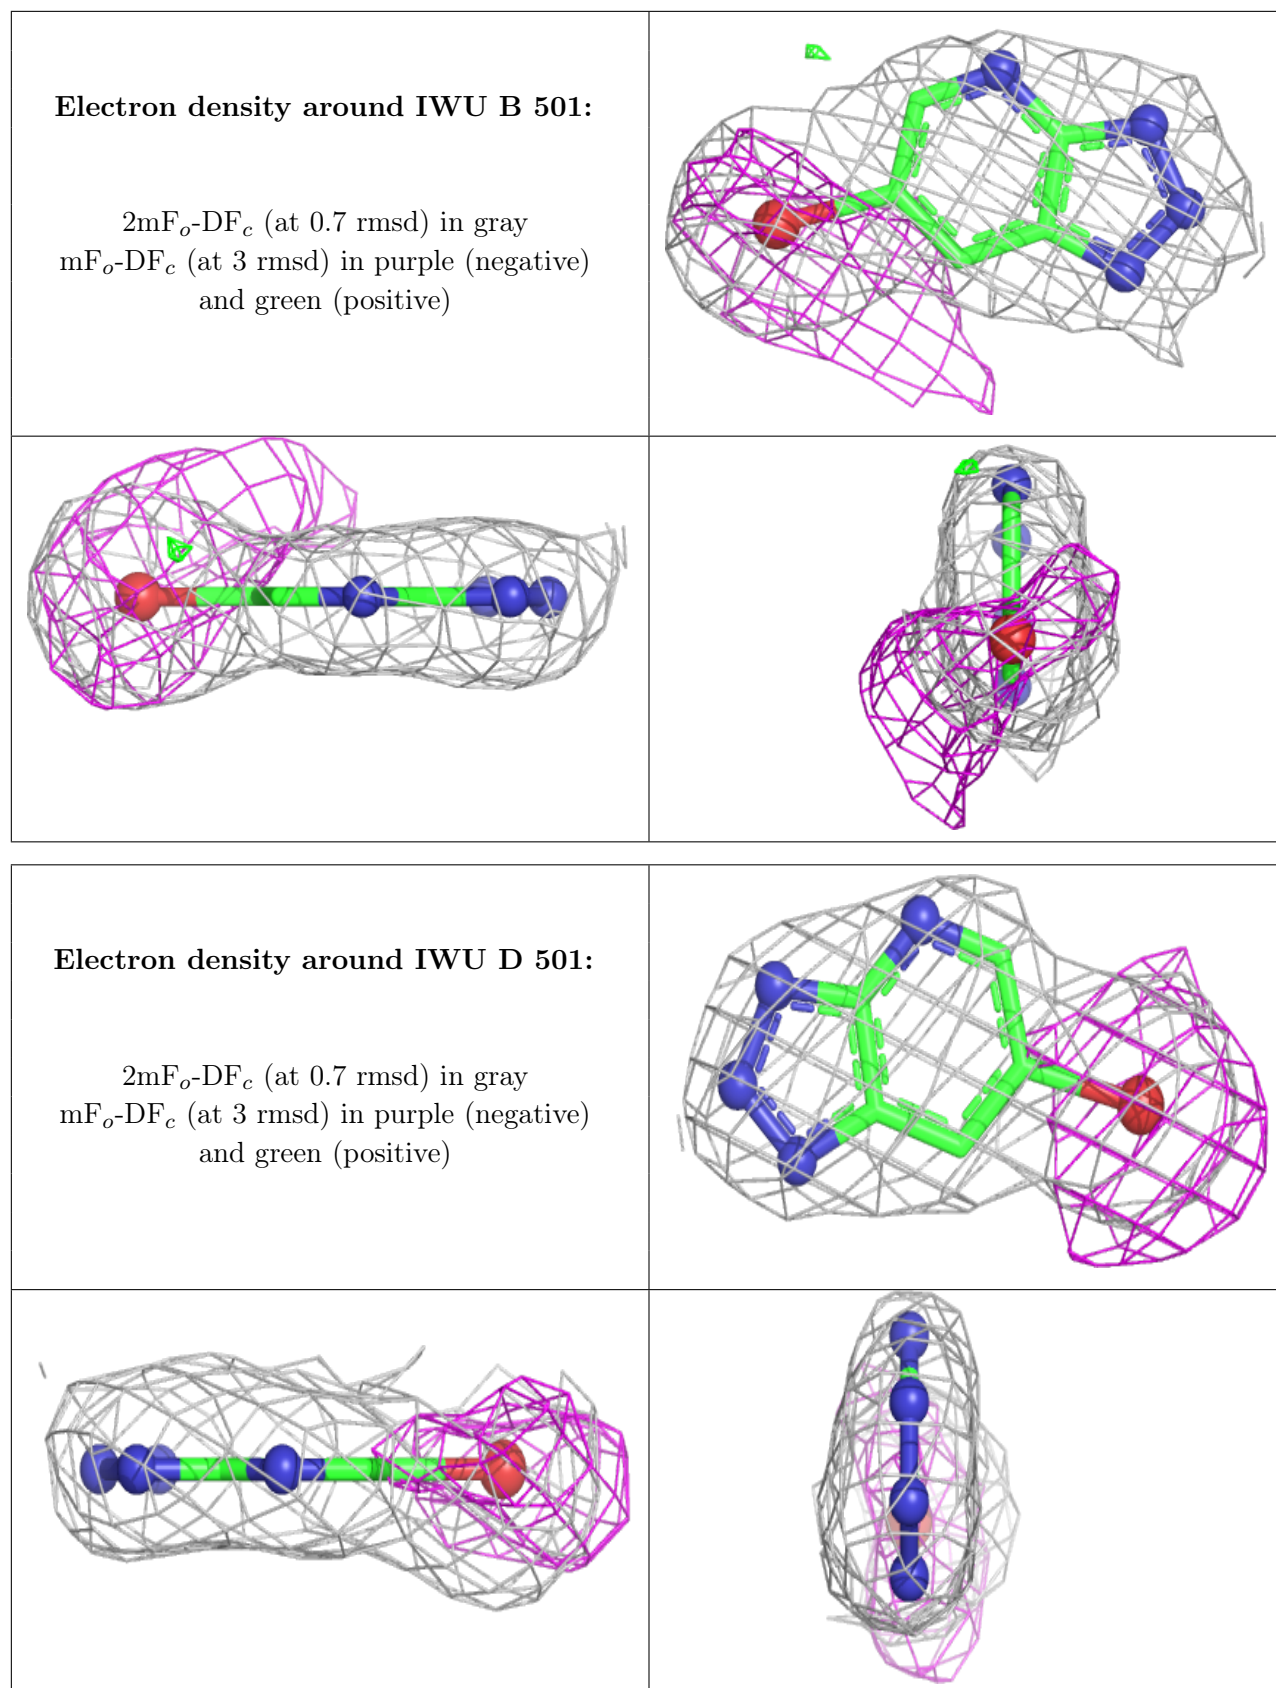 Electron density around IWU B 501:
2mFo-DFc (at 0.7 rmsd) in gray
mFo-DFc (at 3 rmsd) in purple (negative)
and green (positive)
Electron density around IWU D 501:
2mFo-DFc (at 0.7 rmsd) in gray
mFo-DFc (at 3 rmsd) in purple (negative)
and green (positive)